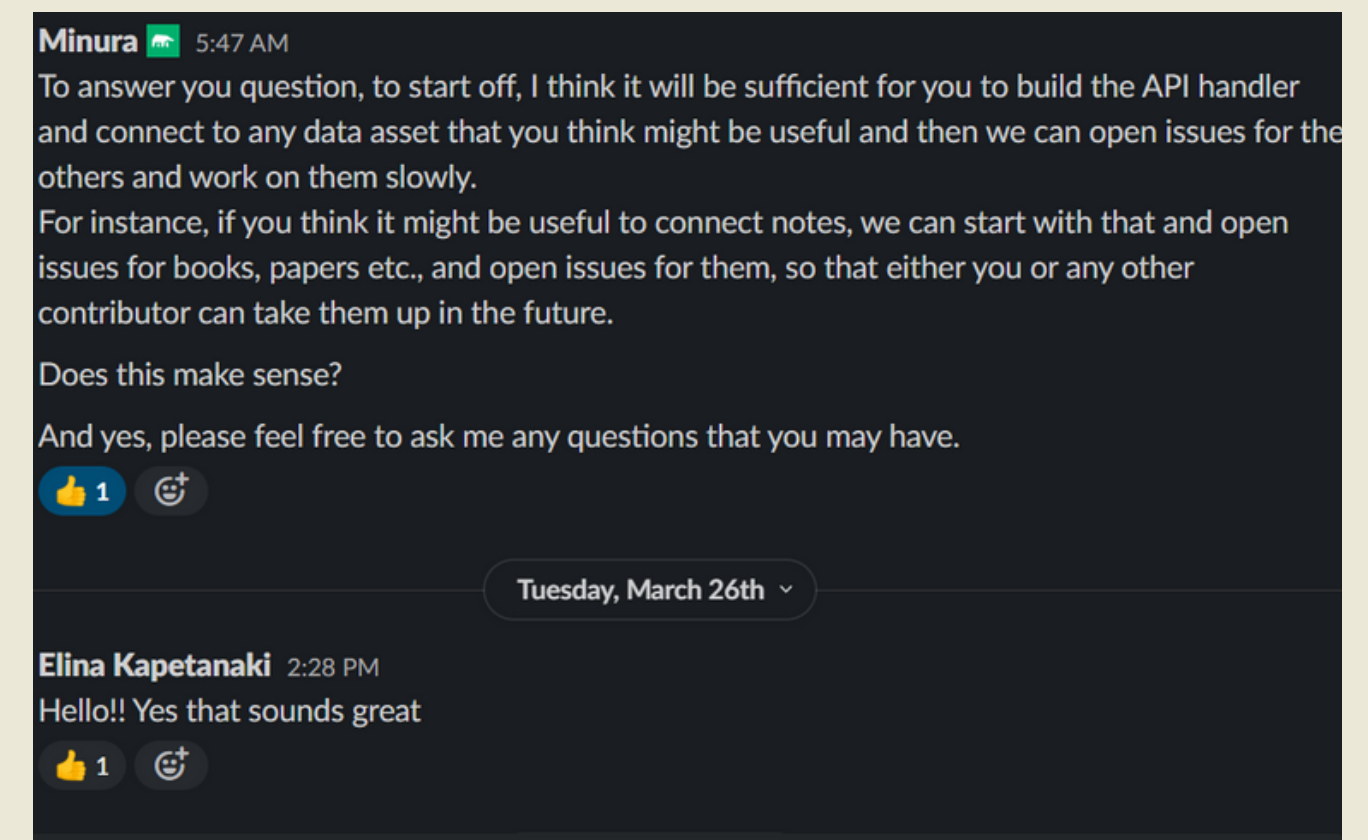 Minura 5:47 AM
To answer you question, to start off, I think it will be sufficient for you to build the API handler
and connect to any data asset that you think might be useful and then we can open issues for the
others and work on them slowly.
For instance, if you think it might be useful to connect notes, we can start with that and open
issues for books, papers etc., and open issues for them, so that either you or any other
contributor can take them up in the future.
Does this make sense?
And yes, please feel free to ask me any questions that you may have.
👍 1
Tuesday, March 26th
Elina Kapetanaki 2:28 PM
Hello!! Yes that sounds great
👍 1